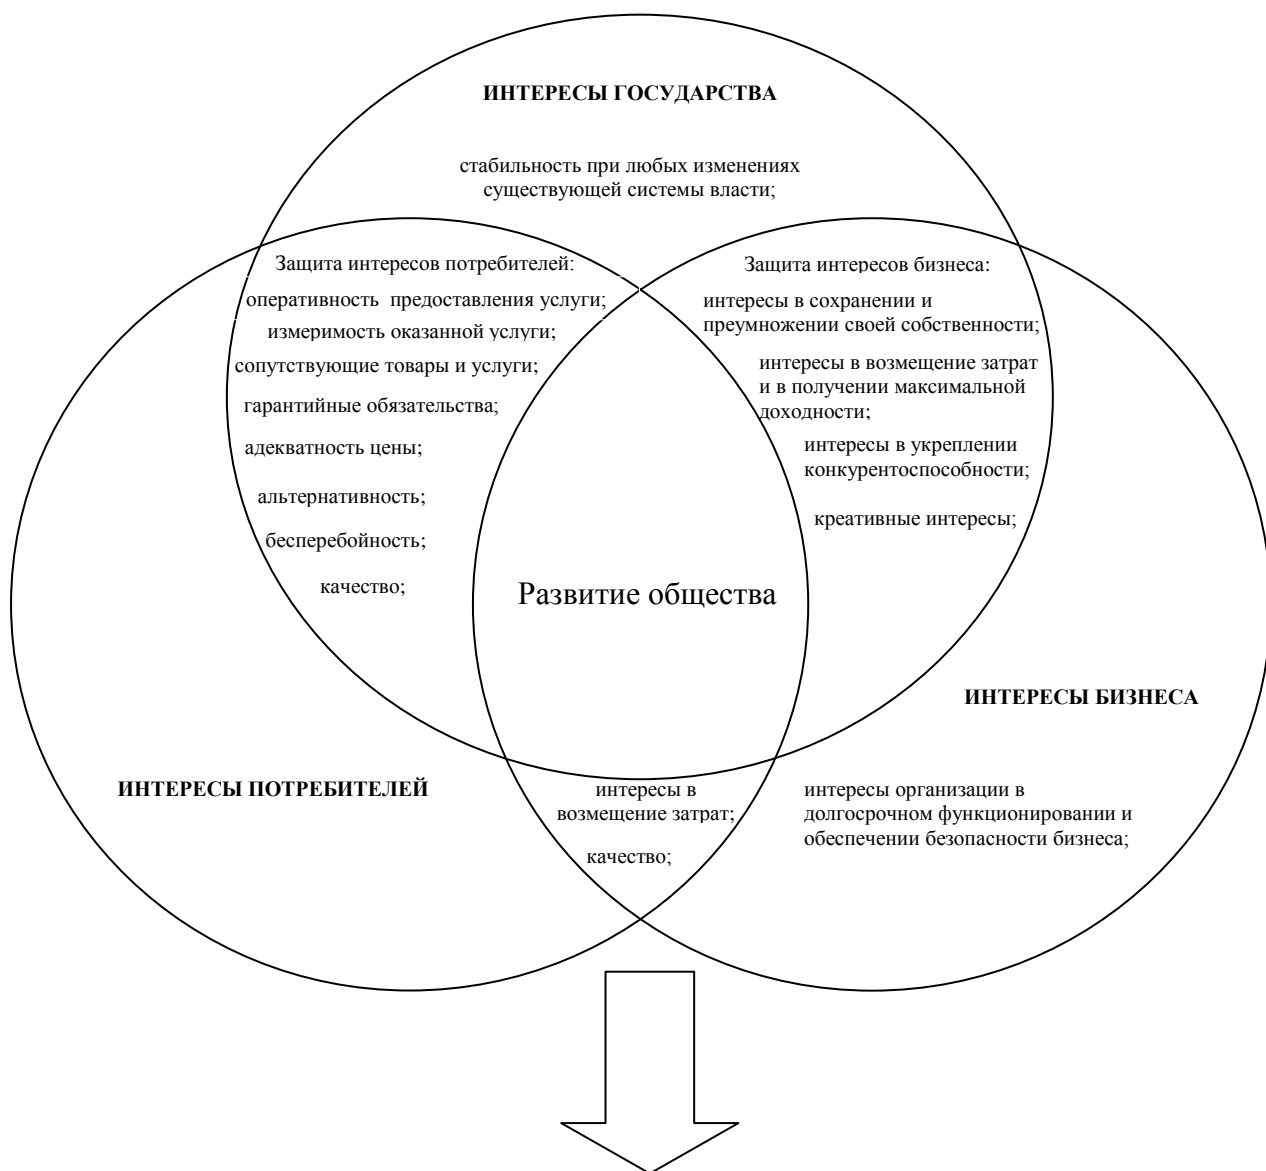 ИНТЕРЕСЫ ГОСУДАРСТВА
стабильность при любых изменениях
существующей системы власти;
Защита интересов потребителей:
оперативность предоставления услуги;
измеримость оказанной услуги;
сопутствующие товары и услуги;
гарантийные обязательства;
адекватность цены;
альтернативность;
бесперебойность;
качество;
Защита интересов бизнеса:
интересы в сохранении и
преумножении своей собственности;
интересы в возмещение затрат
и в получении максимальной
доходности;
интересы в укреплении
конкурентоспособности;
креативные интересы;
Развитие общества
ИНТЕРЕСЫ БИЗНЕСА
ИНТЕРЕСЫ ПОТРЕБИТЕЛЕЙ
интересы в
возмещение затрат;
качество;
интересы организации в
долгосрочном функционировании и
обеспечении безопасности бизнеса;